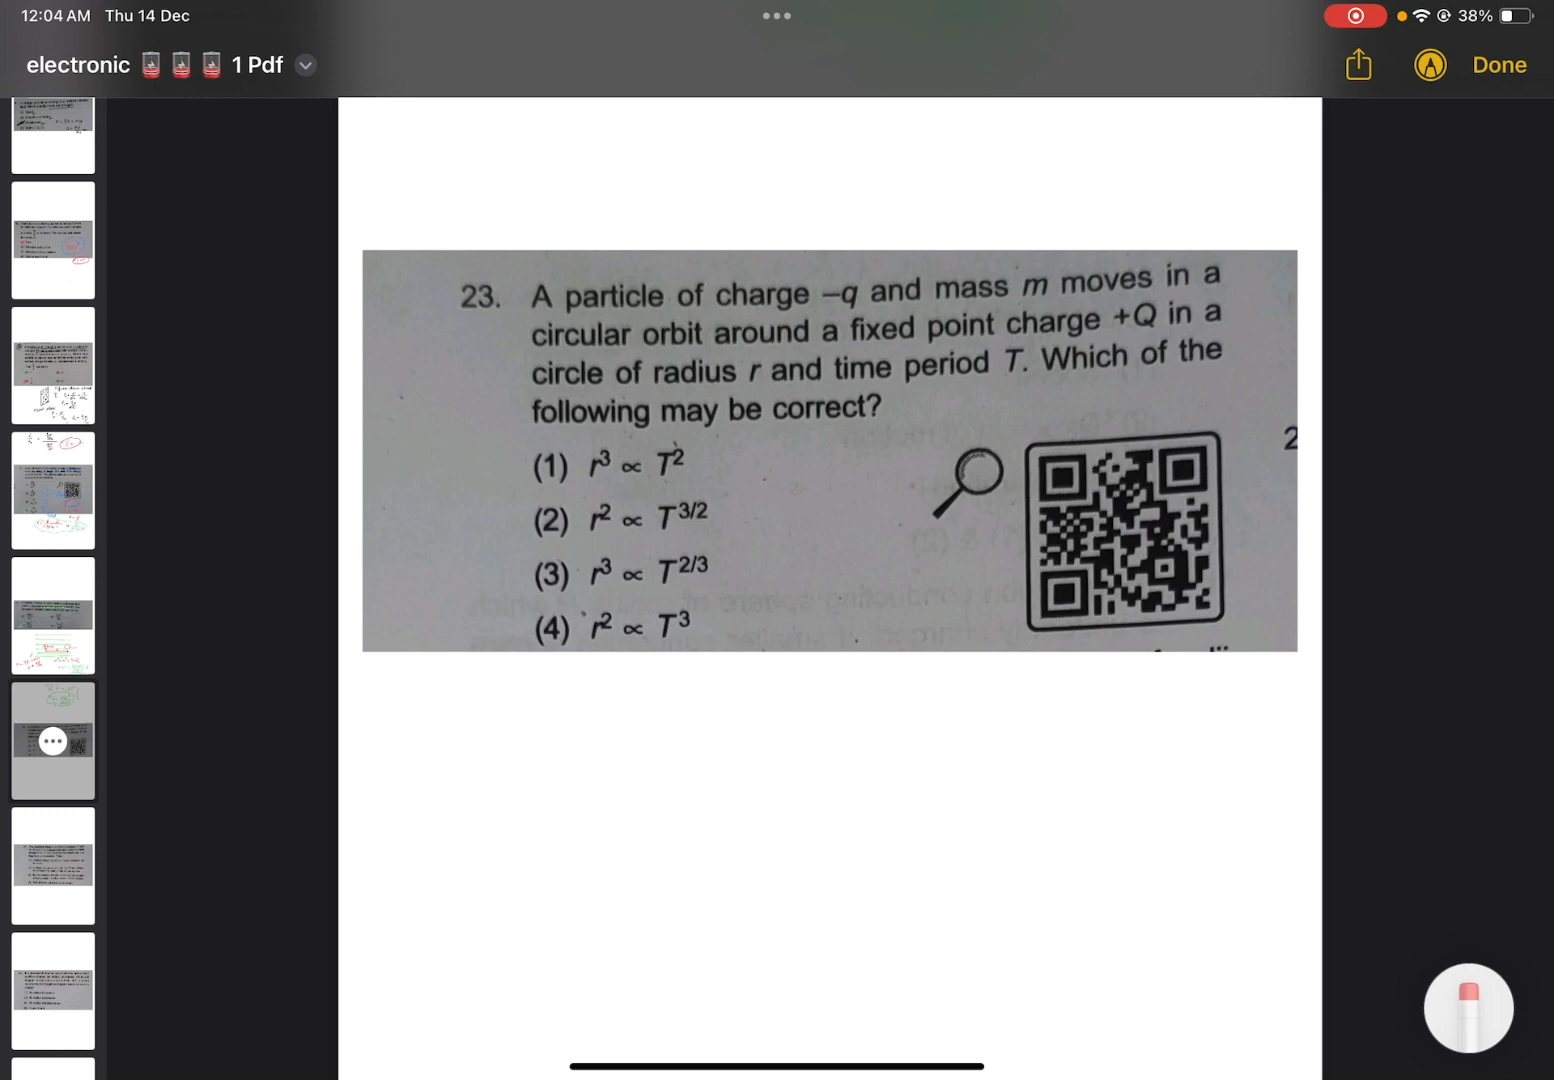 12:04 AM Thu 14 Dec
38%
electronic 1 Pdf
Done
23. A particle of charge –q and mass m moves in a
circular orbit around a fixed point charge +Q in a
circle of radius r and time period T. Which of the
following may be correct?
(1) r³ ∝ T²
(2) r² ∝ T^3/2
(3) r³ ∝ T^2/3
(4) r² ∝ T³
2